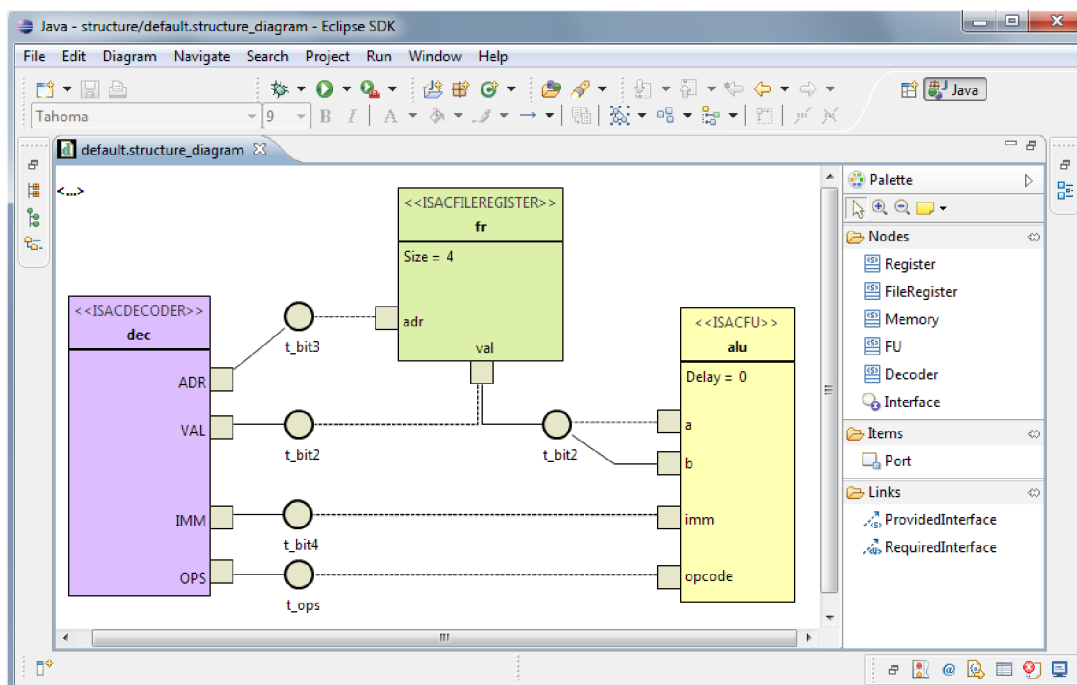 Java - structure/default.structure_diagram - Eclipse SDK
File Edit Diagram Navigate Search Project Run Window Help
Java
Tahoma 9 B I A
default.structure_diagram
<...>
<<ISACFILEREGISTER>>
fr
Size = 4
adr
val
<<ISACDECODER>>
dec
ADR
VAL
IMM
OPS
t_bit3
t_bit2
t_bit2
t_bit4
t_ops
<<ISACFU>>
alu
Delay = 0
a
b
imm
opcode
Palette
Nodes
Register
FileRegister
Memory
FU
Decoder
Interface
Items
Port
Links
ProvidedInterface
RequiredInterface